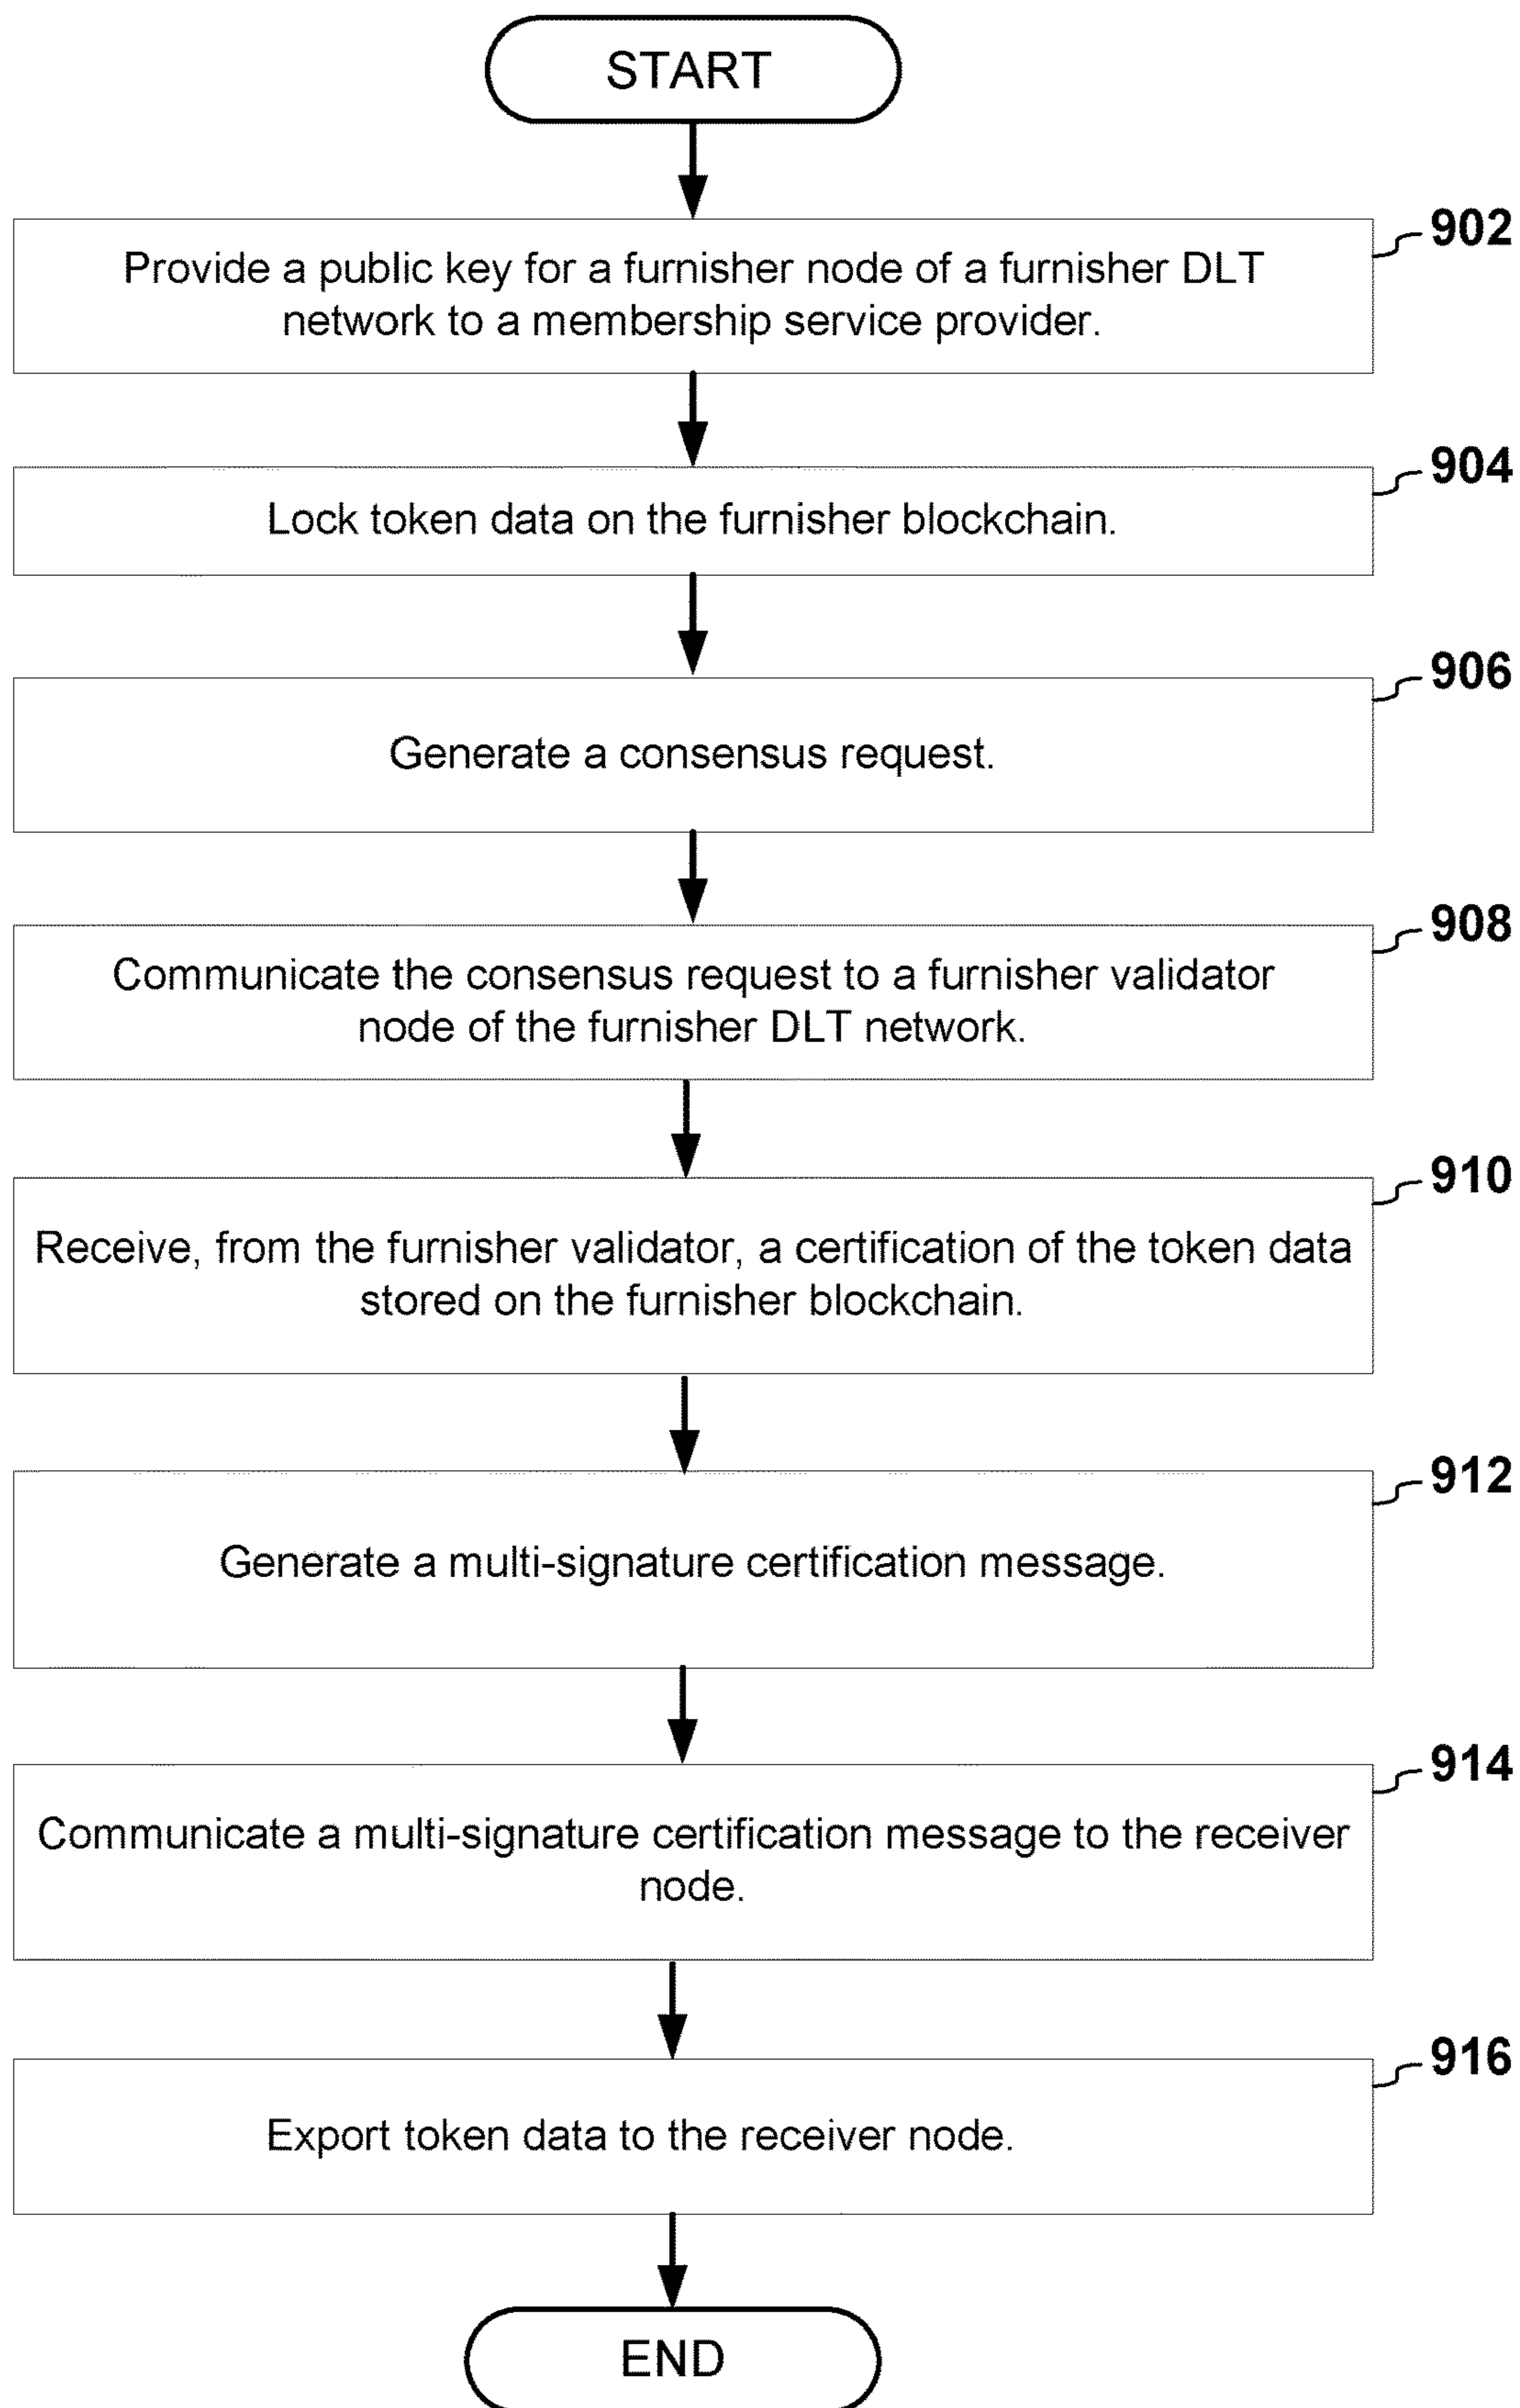 START
902
Provide a public key for a furnisher node of a furnisher DLT
network to a membership service provider.
904
Lock token data on the furnisher blockchain.
906
Generate a consensus request.
908
Communicate the consensus request to a furnisher validator
node of the furnisher DLT network.
910
Receive, from the furnisher validator, a certification of the token data
stored on the furnisher blockchain.
912
Generate a multi-signature certification message.
914
Communicate a multi-signature certification message to the receiver
node.
916
Export token data to the receiver node.
END